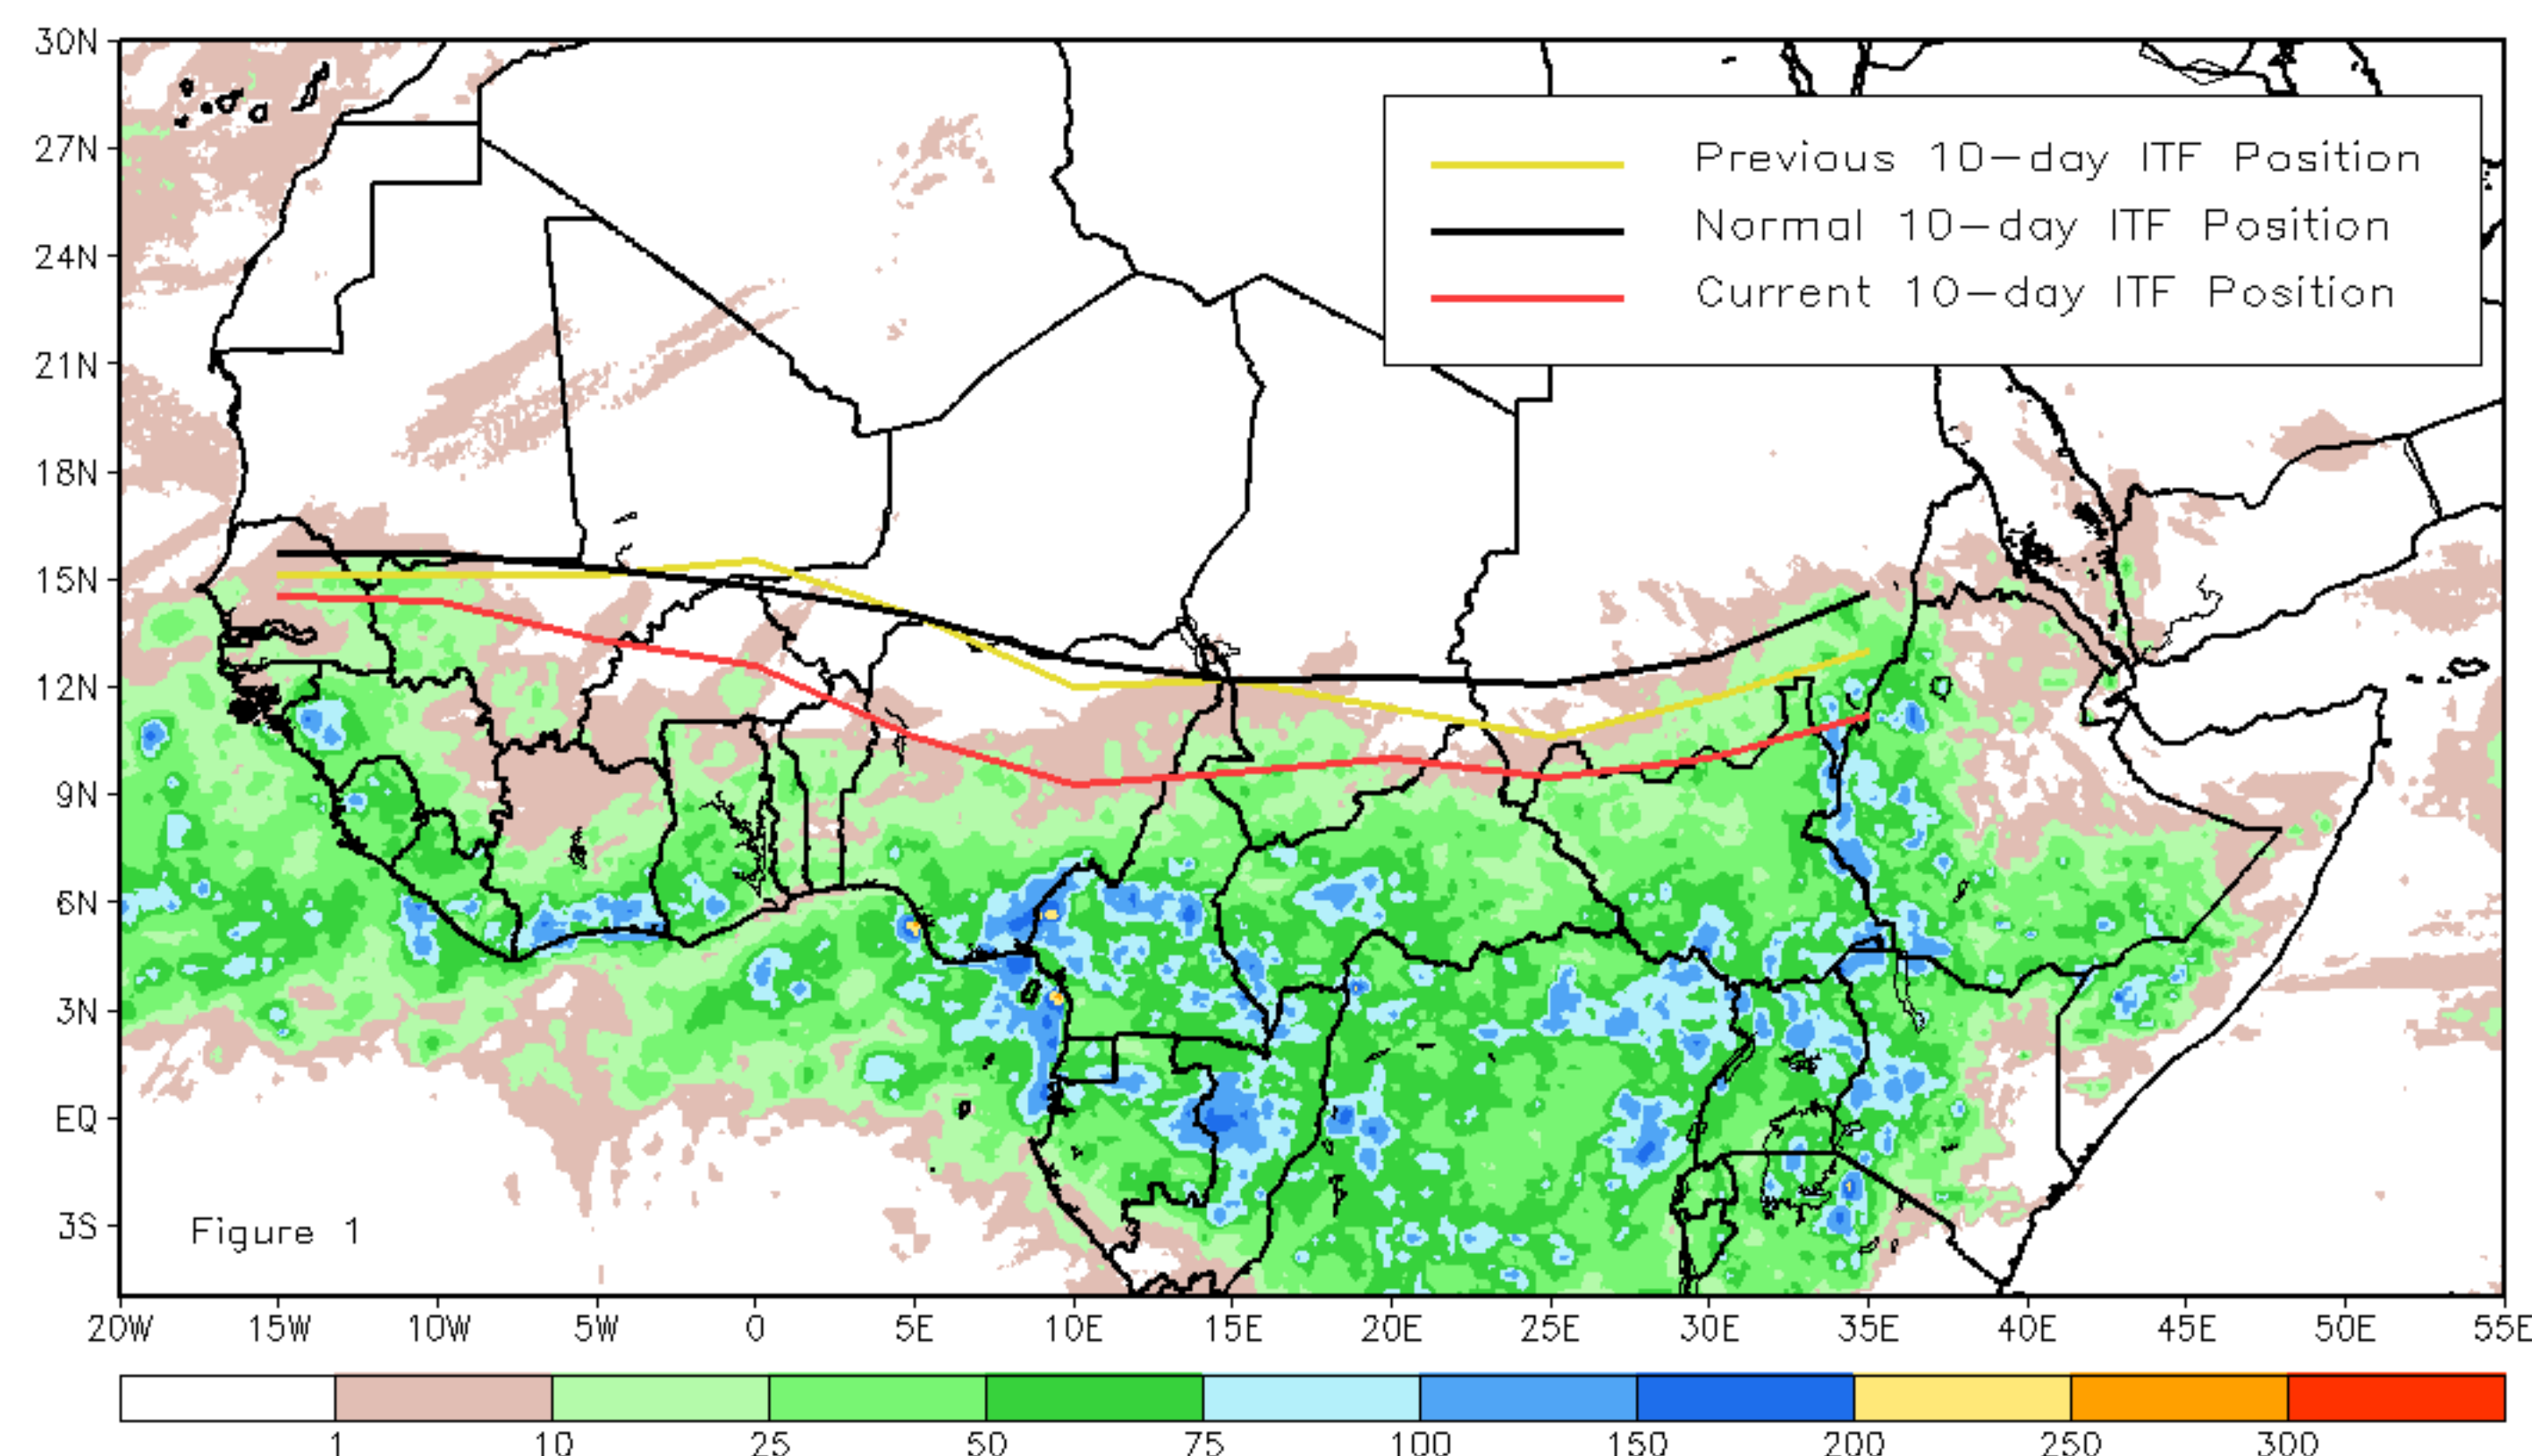 30N
27N
24N
21N
18N
15N
12N
9N
6N
3N
EQ
3S
Previous 10-day ITF Position
Normal 10-day ITF Position
Current 10-day ITF Position
Figure 1
20W 15W 10W 5W 0 5E 10E 15E 20E 25E 30E 35E 40E 45E 50E 55E
1 10 25 50 75 100 150 200 250 300